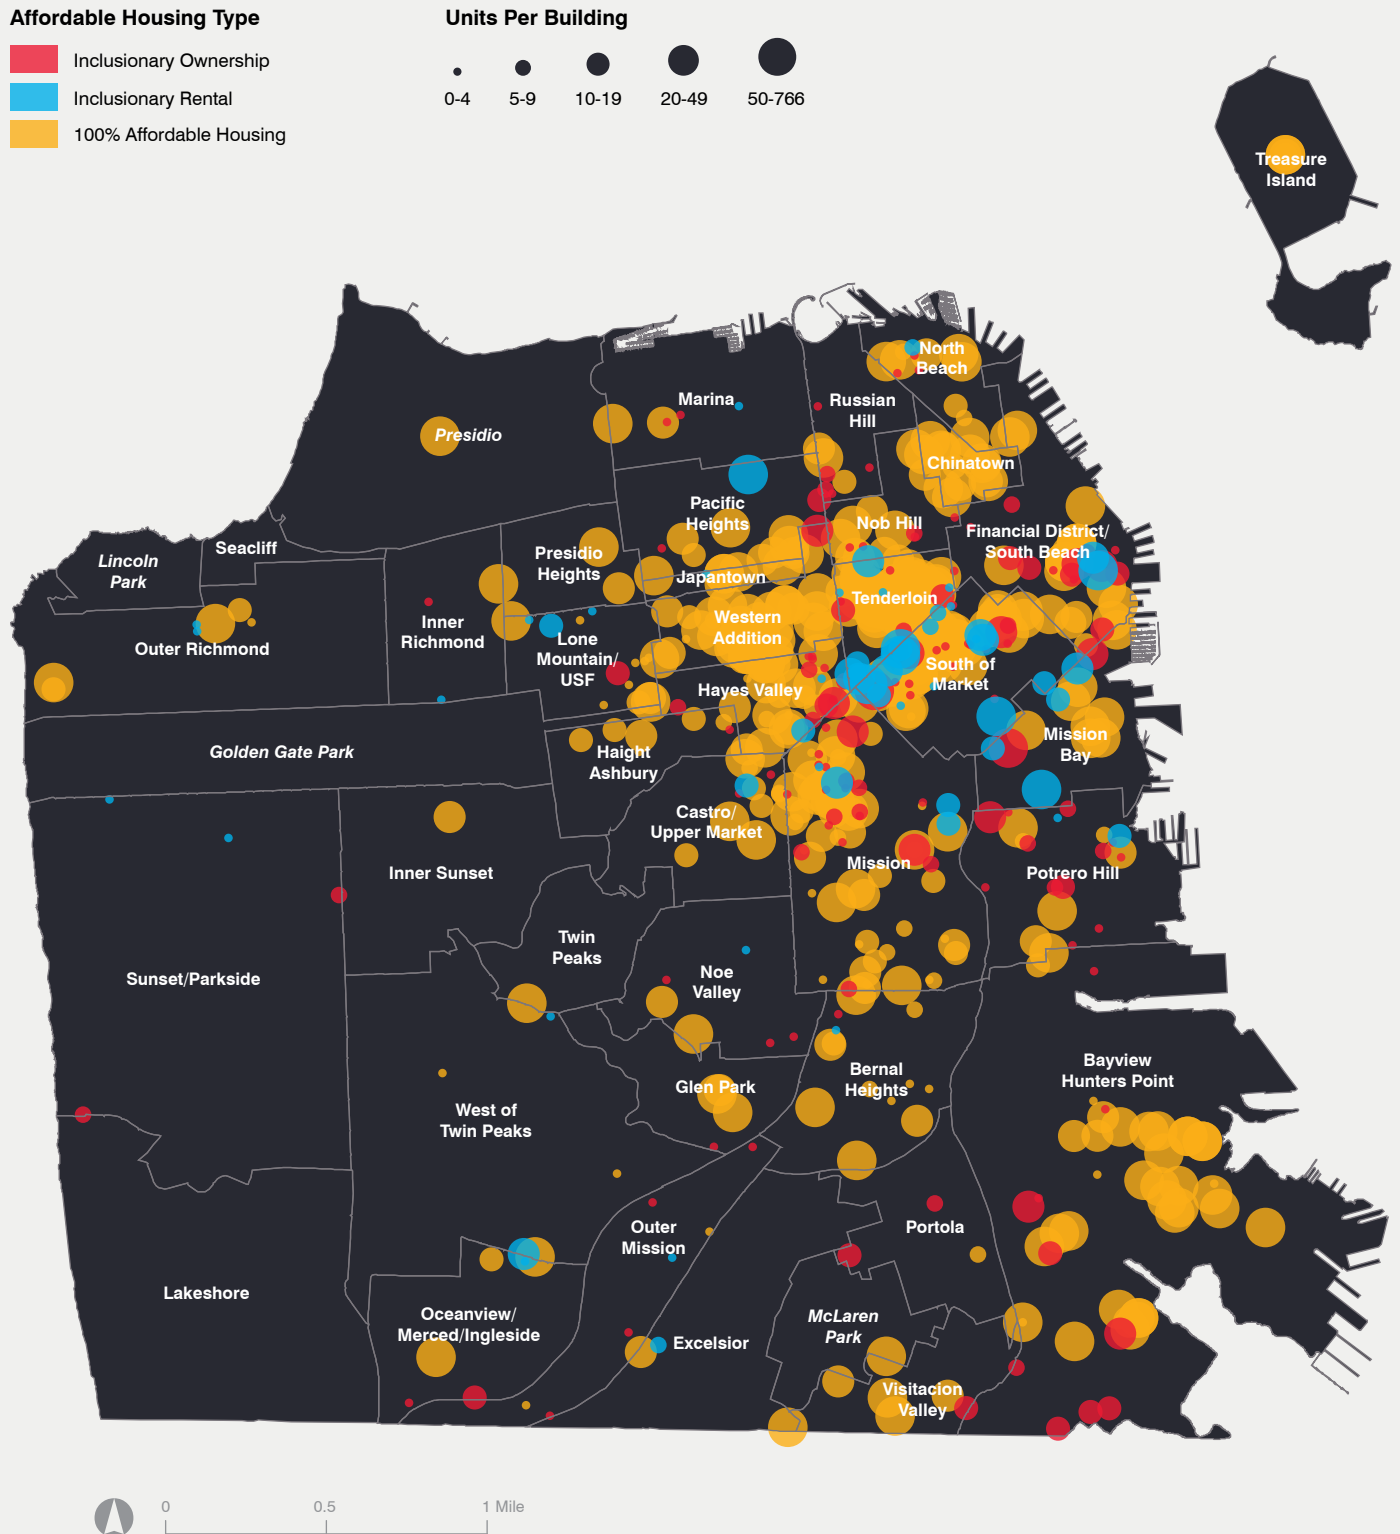 Affordable Housing Type
Inclusionary Ownership
Inclusionary Rental
100% Affordable Housing
Units Per Building
0-4
5-9
10-19
20-49
50-766
Treasure
Island
North
Beach
Marina
Russian
Hill
Presidio
Chinatown
Pacific
Heights
Nob Hill
Financial District/
South Beach
Seacliff
Lincoln
Park
Presidio
Heights
Japantown
Tenderloin
Inner
Richmond
Western
Addition
Outer Richmond
Lone
Mountain/
USF
South of
Market
Hayes Valley
Golden Gate Park
Haight
Ashbury
Mission
Bay
Castro/
Upper Market
Inner Sunset
Mission
Potrero Hill
Twin
Peaks
Noe
Valley
Sunset/Parkside
Bayview
Hunters Point
Bernal
Heights
Glen Park
West of
Twin Peaks
Outer
Mission
Portola
Lakeshore
Oceanview/
Merced/Ingleside
McLaren
Park
Excelsior
Visitacion
Valley
0
0.5
1 Mile